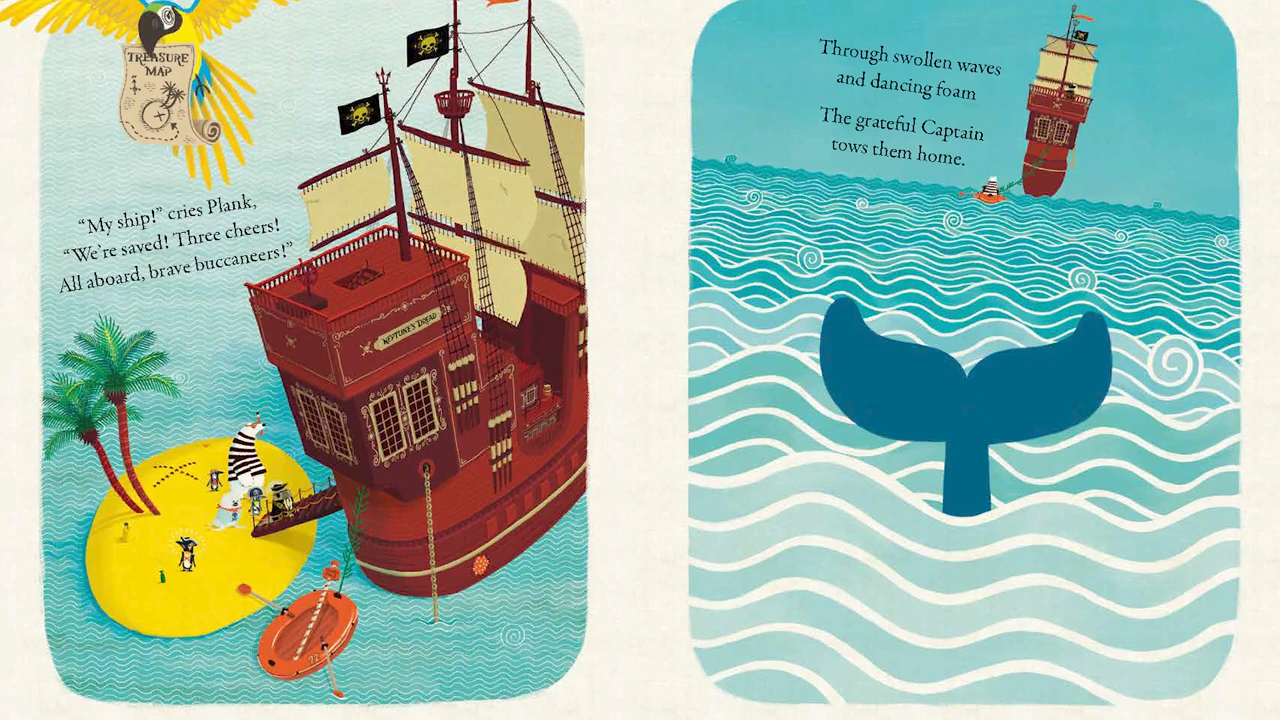 TREASURE
MAP
“My ship!” cries Plank,
“We’re saved! Three cheers!
All aboard, brave buccaneers!”
NEPTUNE'S DREAD
22
Through swollen waves
and dancing foam
The grateful Captain
tows them home.